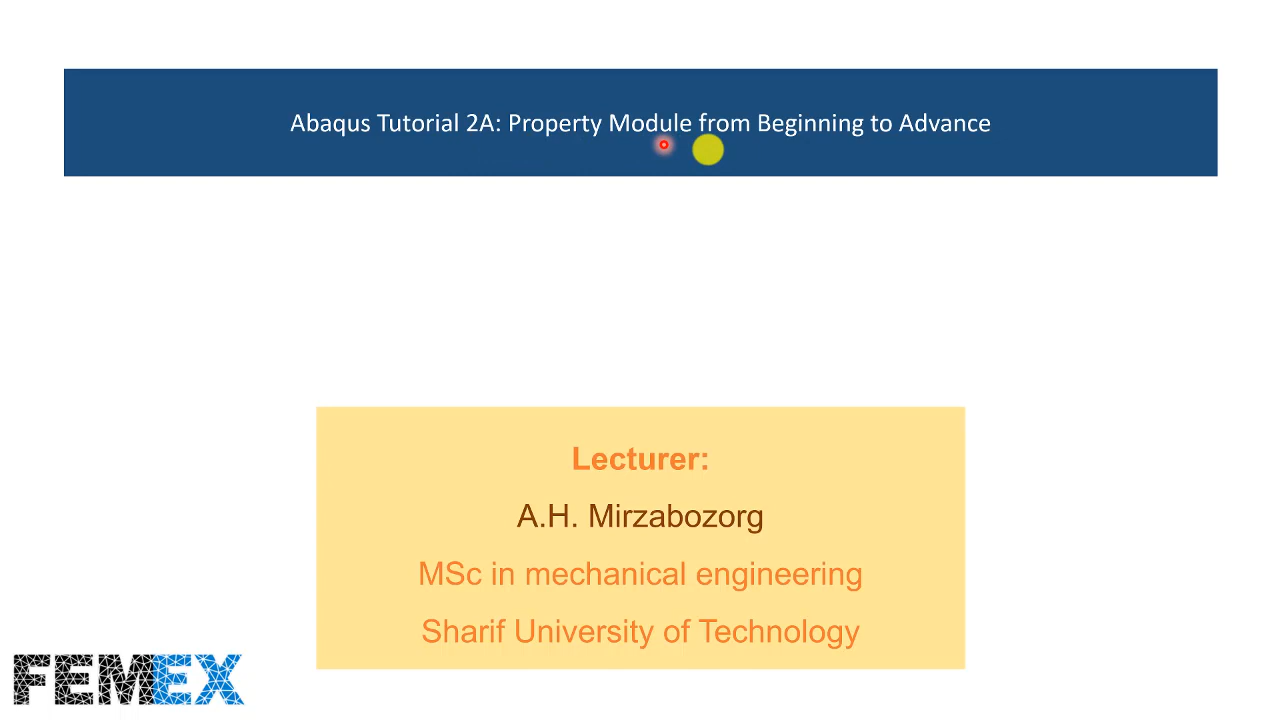 Abaqus Tutorial 2A: Property Module from Beginning to Advance
Lecturer:
A.H. Mirzabozorg
MSc in mechanical engineering
Sharif University of Technology
FEMEX